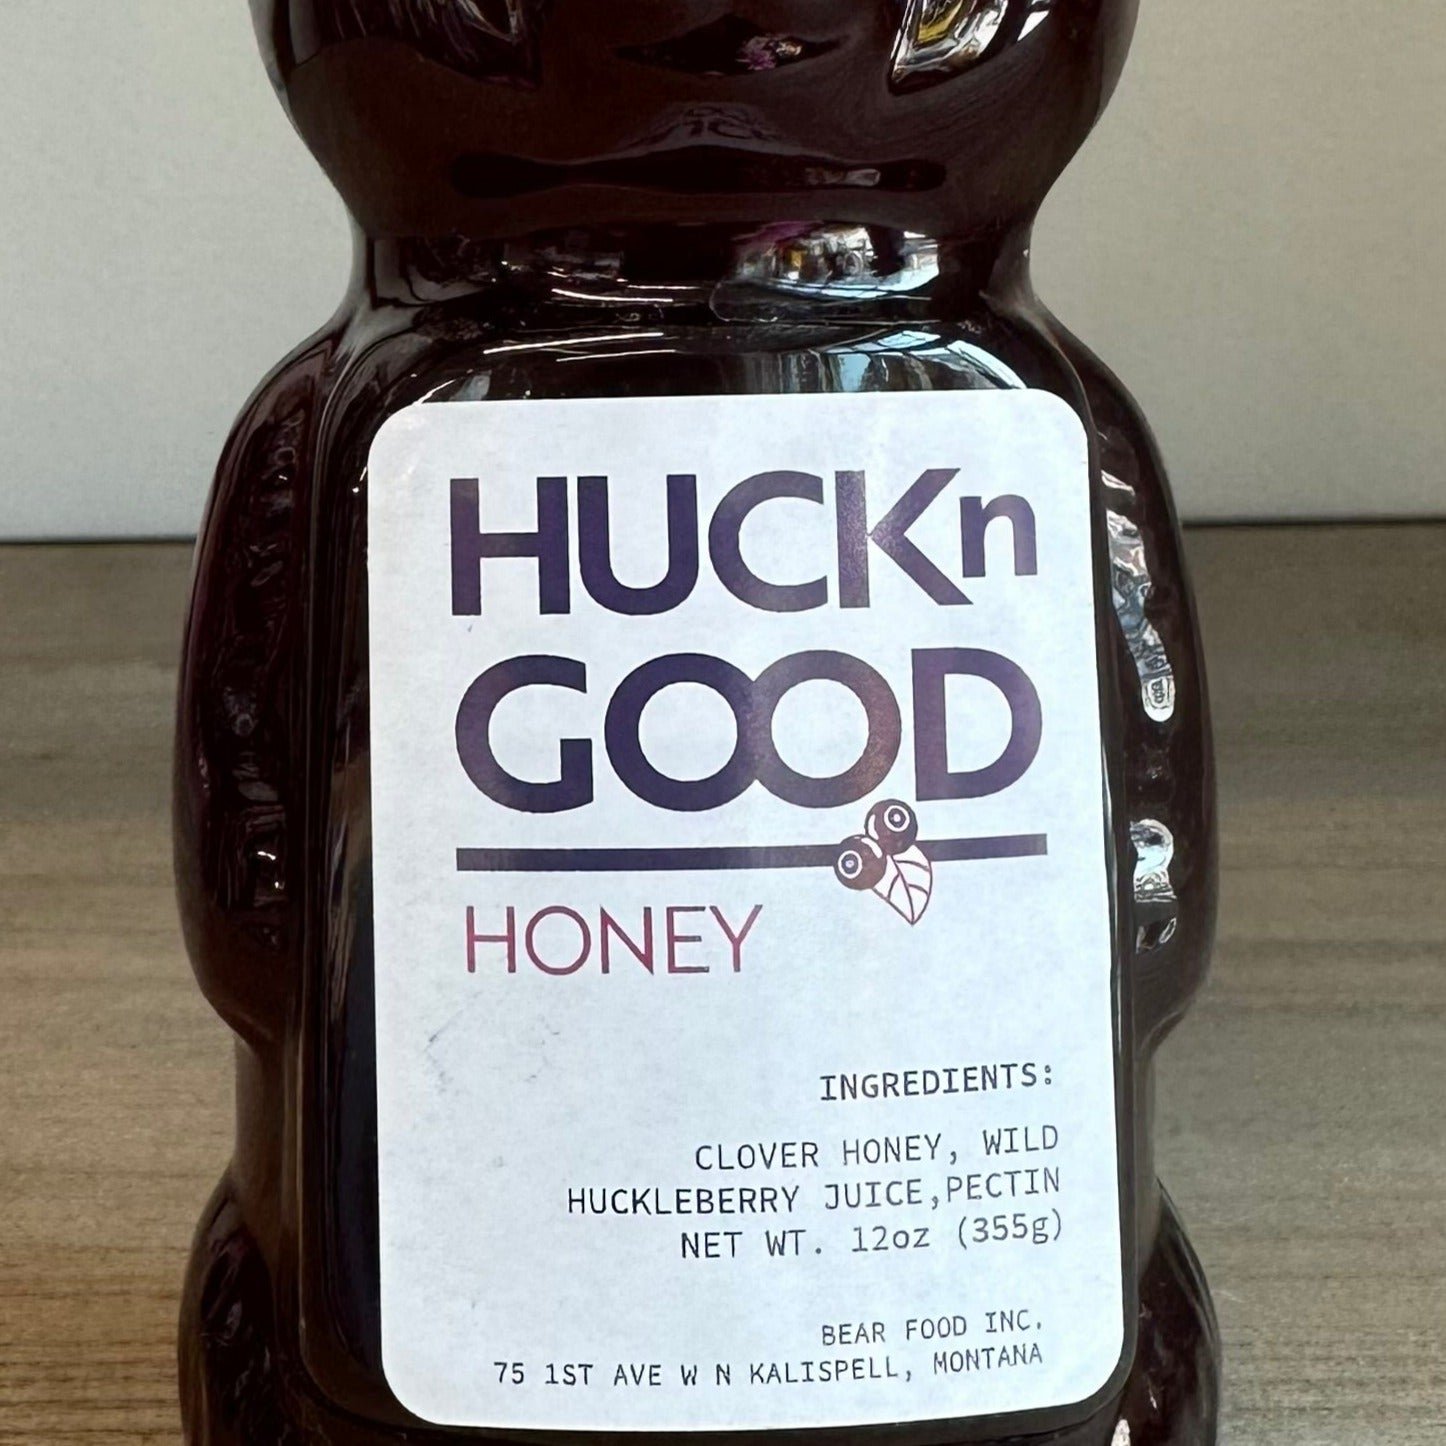 HUCKn
GOOD
HONEY
INGREDIENTS:
CLOVER HONEY, WILD
HUCKLEBERRY JUICE,PECTIN
NET WT. 12oz (355g)
BEAR FOOD INC.
75 1ST AVE W N KALISPELL, MONTANA